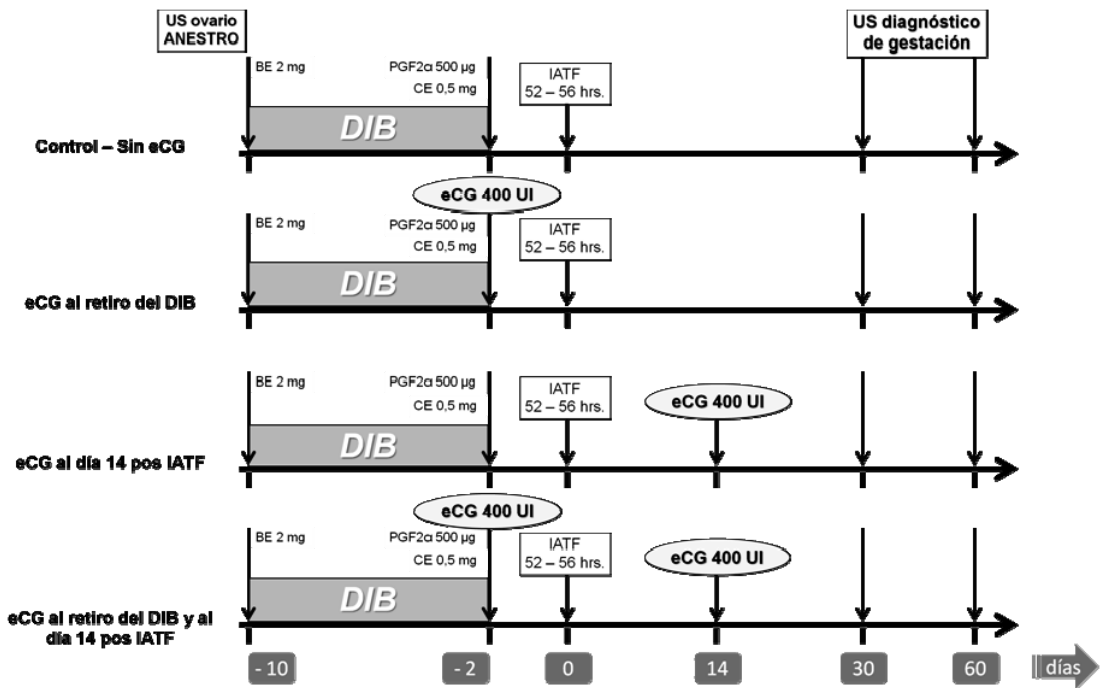 US ovario
ANESTRO
US diagnóstico
de gestación
BE 2 mg
PGF2α 500 µg
CE 0,5 mg
IATF
52 – 56 hrs.
DIB
Control – Sin eCG
eCG 400 UI
BE 2 mg
PGF2α 500 µg
CE 0,5 mg
IATF
52 – 56 hrs.
DIB
eCG al retiro del DIB
BE 2 mg
PGF2α 500 µg
CE 0,5 mg
IATF
52 – 56 hrs.
eCG 400 UI
DIB
eCG al día 14 pos IATF
eCG 400 UI
BE 2 mg
PGF2α 500 µg
CE 0,5 mg
IATF
52 – 56 hrs.
eCG 400 UI
DIB
eCG al retiro del DIB y al
día 14 pos IATF
- 10
- 2
0
14
30
60
días